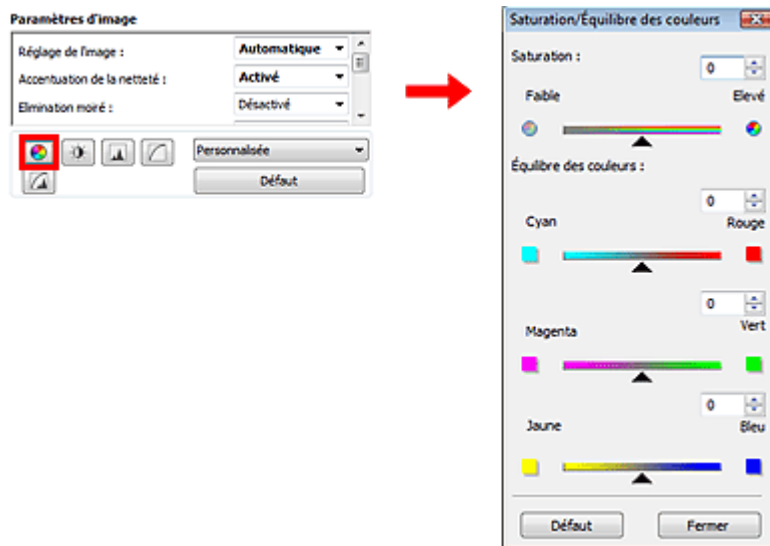 Paramètres d'image
Réglage de l'image : Automatique
Accentuation de la netteté : Activé
Elimination moiré : Désactivé
Personnalisée
Défaut
Saturation/Équilibre des couleurs
Saturation :
0
Faible Elevé
Équilibre des couleurs :
0
Cyan Rouge
0
Magenta Vert
0
Jaune Bleu
Défaut Fermer